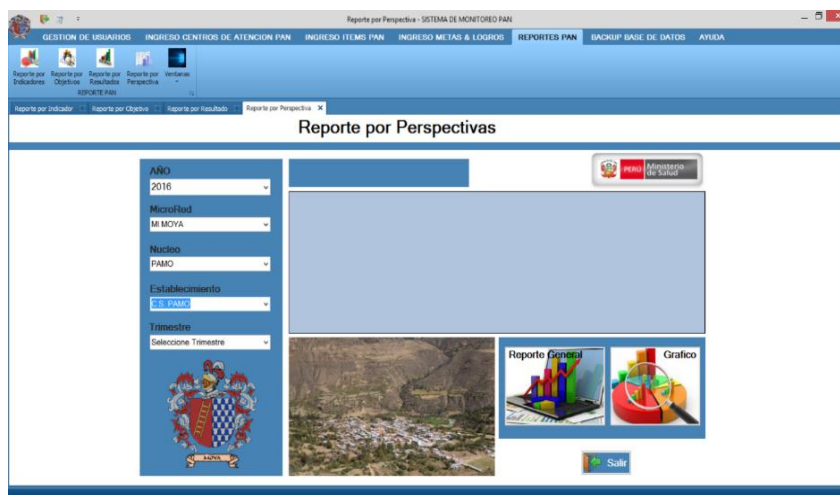 Reporte por Perspectiva - SISTEMA DE MONITOREO PAN
GESTION DE USUARIOS INGRESO CENTROS DE ATENCION PAN INGRESO ITEMS PAN INGRESO METAS & LOGROS REPORTES PAN BACKUP BASE DE DATOS AYUDA
Reporte por Indicadores Reporte por Objetivos Reporte por Resultados Reporte por Perspectiva Ventanas
REPORTE PAN
Reporte por Indicador Reporte por Objetivo Reporte por Resultado Reporte por Perspectiva X
Reporte por Perspectivas
AÑO
2016
PERÚ Ministerio de Salud
MicroRed
MI MOYA
Nucleo
PAMO
Establecimiento
C.S. PAMO
Trimestre
Seleccione Trimestre
Reporte General
Grafico
MOYA
Salir